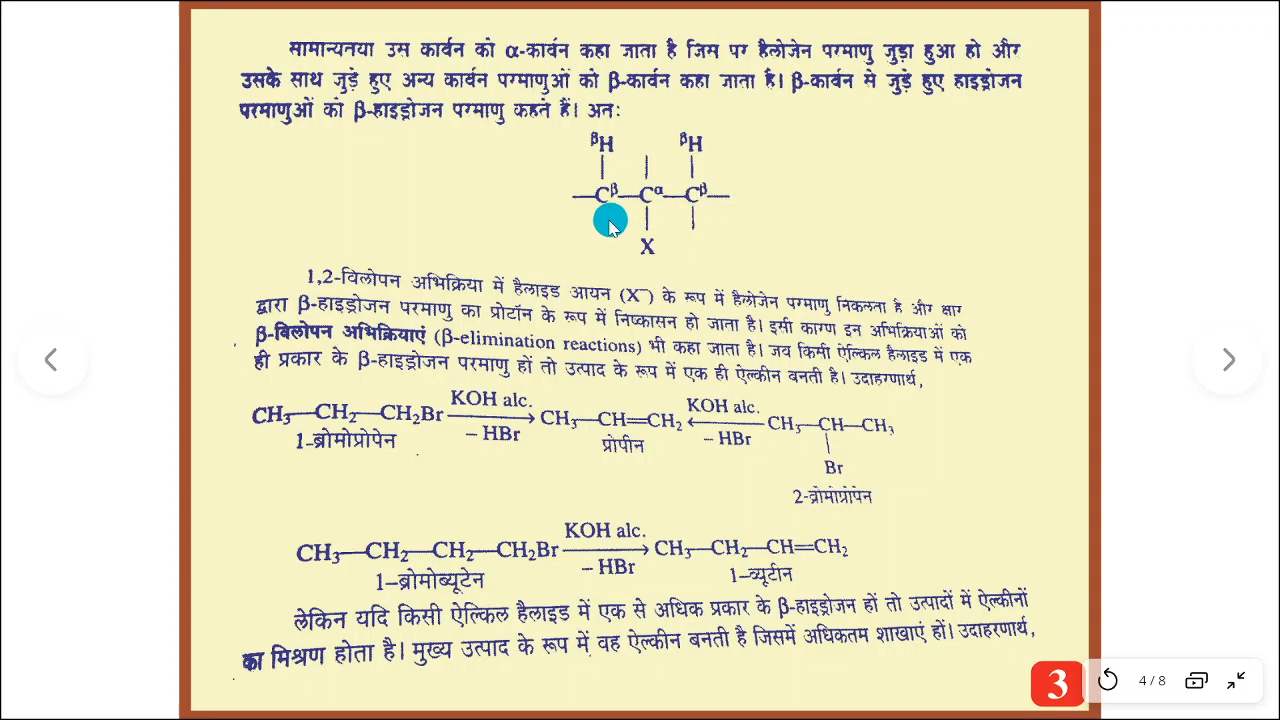 सामान्यतया उस कार्बन को α-कार्बन कहा जाता है जिस पर हैलोजेन परमाणु जुड़ा हुआ हो और
उसके साथ जुड़े हुए अन्य कार्बन परमाणुओं को β-कार्बन कहा जाता है। β-कार्बन से जुड़े हुए हाइड्रोजन
परमाणुओं को β-हाइड्रोजन परमाणु कहते हैं। अतः
βH βH
—Cβ—Cα—Cβ—
X
1,2-विलोपन अभिक्रिया में हैलाइड आयन (X⁻) के रूप में हैलोजेन परमाणु निकलता है और क्षार
द्वारा β-हाइड्रोजन परमाणु का प्रोटॉन के रूप में निष्कासन हो जाता है। इसी कारण इन अभिक्रियाओं को
β-विलोपन अभिक्रियाएं (β-elimination reactions) भी कहा जाता है। जब किसी ऐल्किल हैलाइड में एक
ही प्रकार के β-हाइड्रोजन परमाणु हों तो उत्पाद के रूप में एक ही ऐल्कीन बनती है। उदाहरणार्थ,
KOH alc. KOH alc.
CH₃—CH₂—CH₂Br → CH₃—CH=CH₂ ← CH₃—CH—CH₃
– HBr – HBr
1-ब्रोमोप्रोपेन प्रोपीन
Br
2-ब्रोमोप्रोपेन
KOH alc.
CH₃—CH₂—CH₂—CH₂Br → CH₃—CH₂—CH=CH₂
– HBr
1–ब्रोमोब्यूटेन 1–ब्यूटीन
लेकिन यदि किसी ऐल्किल हैलाइड में एक से अधिक प्रकार के β-हाइड्रोजन हों तो उत्पादों में ऐल्कीनों
का मिश्रण होता है। मुख्य उत्पाद के रूप में वह ऐल्कीन बनती है जिसमें अधिकतम शाखाएं हों। उदाहरणार्थ,
3
4 / 8